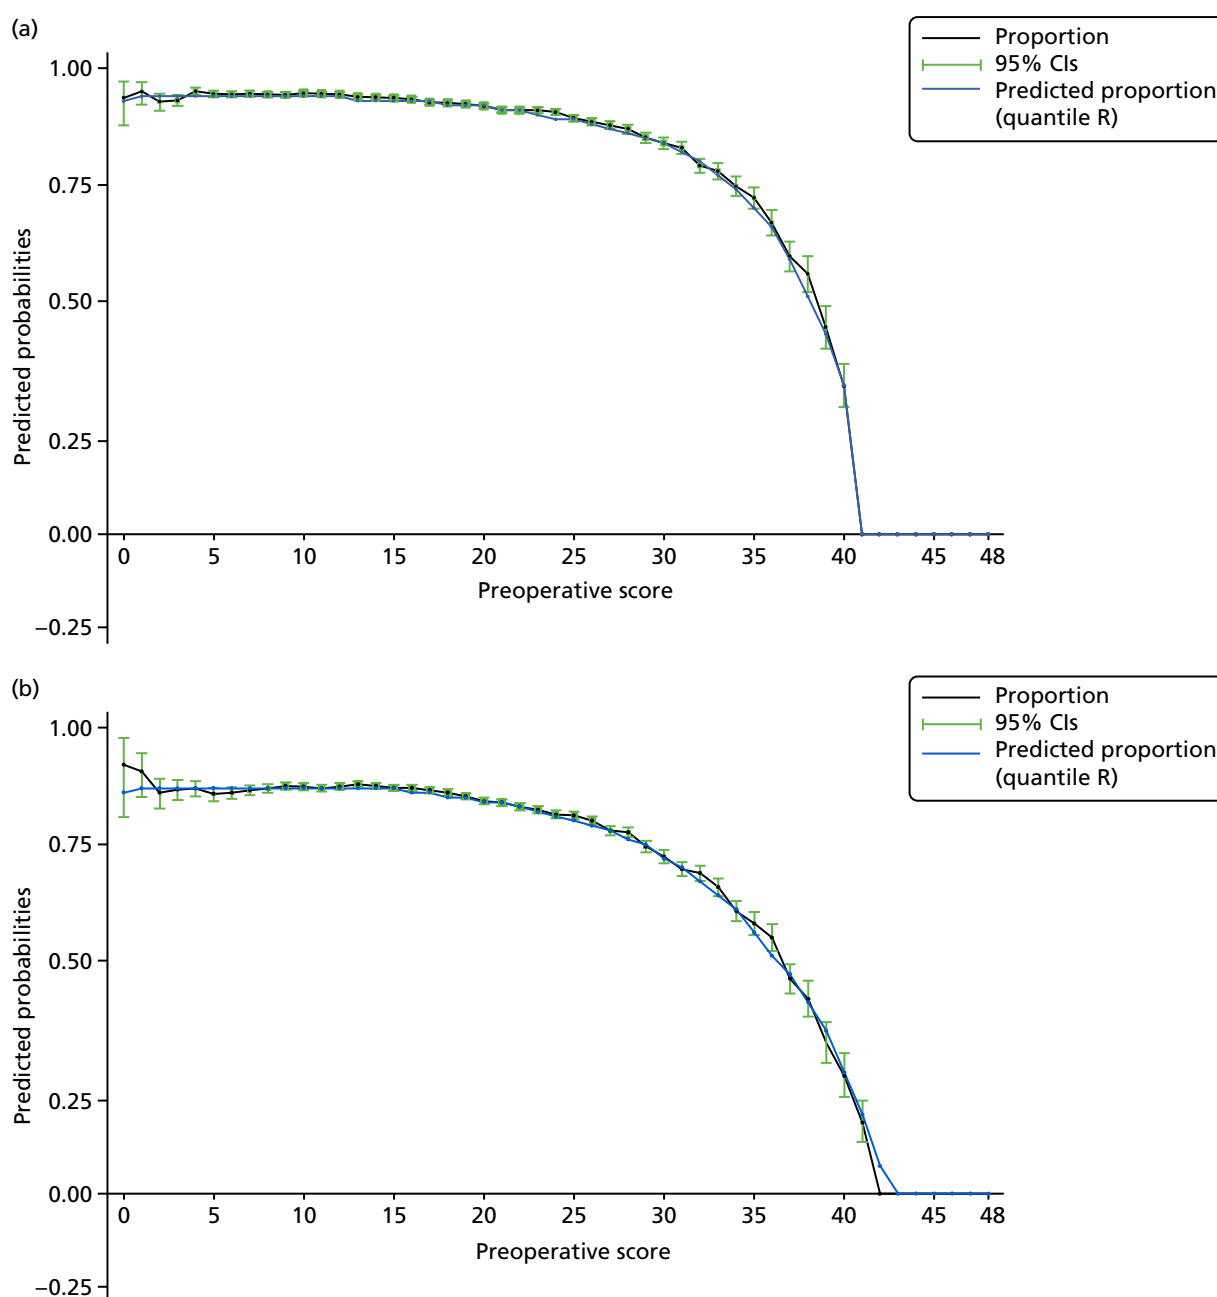 (a)
Proportion
95% CIs
Predicted proportion
(quantile R)
1.00
0.75
0.50
0.25
0.00
−0.25
Predicted probabilities
0 5 10 15 20 25 30 35 40 45 48
Preoperative score
(b)
Proportion
95% CIs
Predicted proportion
(quantile R)
1.00
0.75
0.50
0.25
0.00
−0.25
Predicted probabilities
0 5 10 15 20 25 30 35 40 45 48
Preoperative score